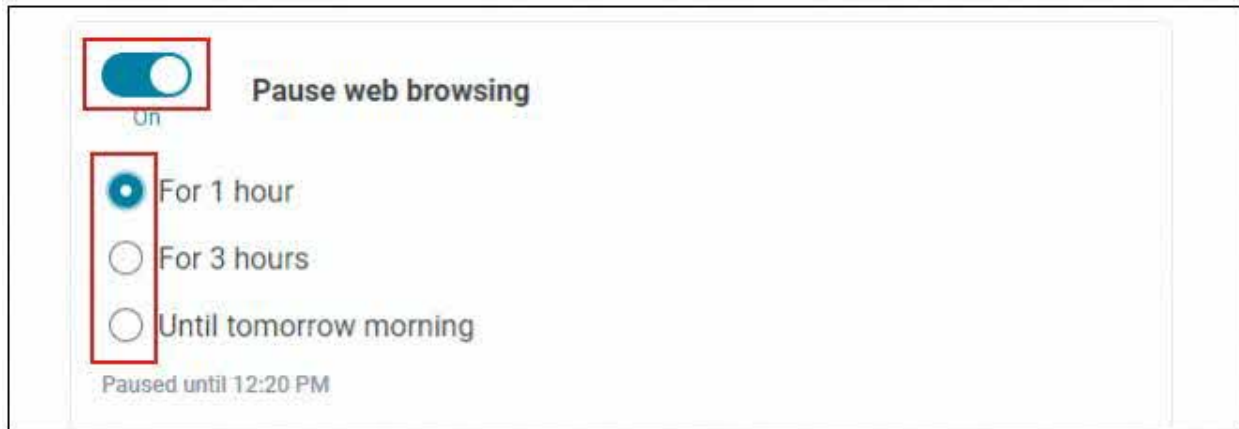 Pause web browsing
On
For 1 hour
For 3 hours
Until tomorrow morning
Paused until 12:20 PM